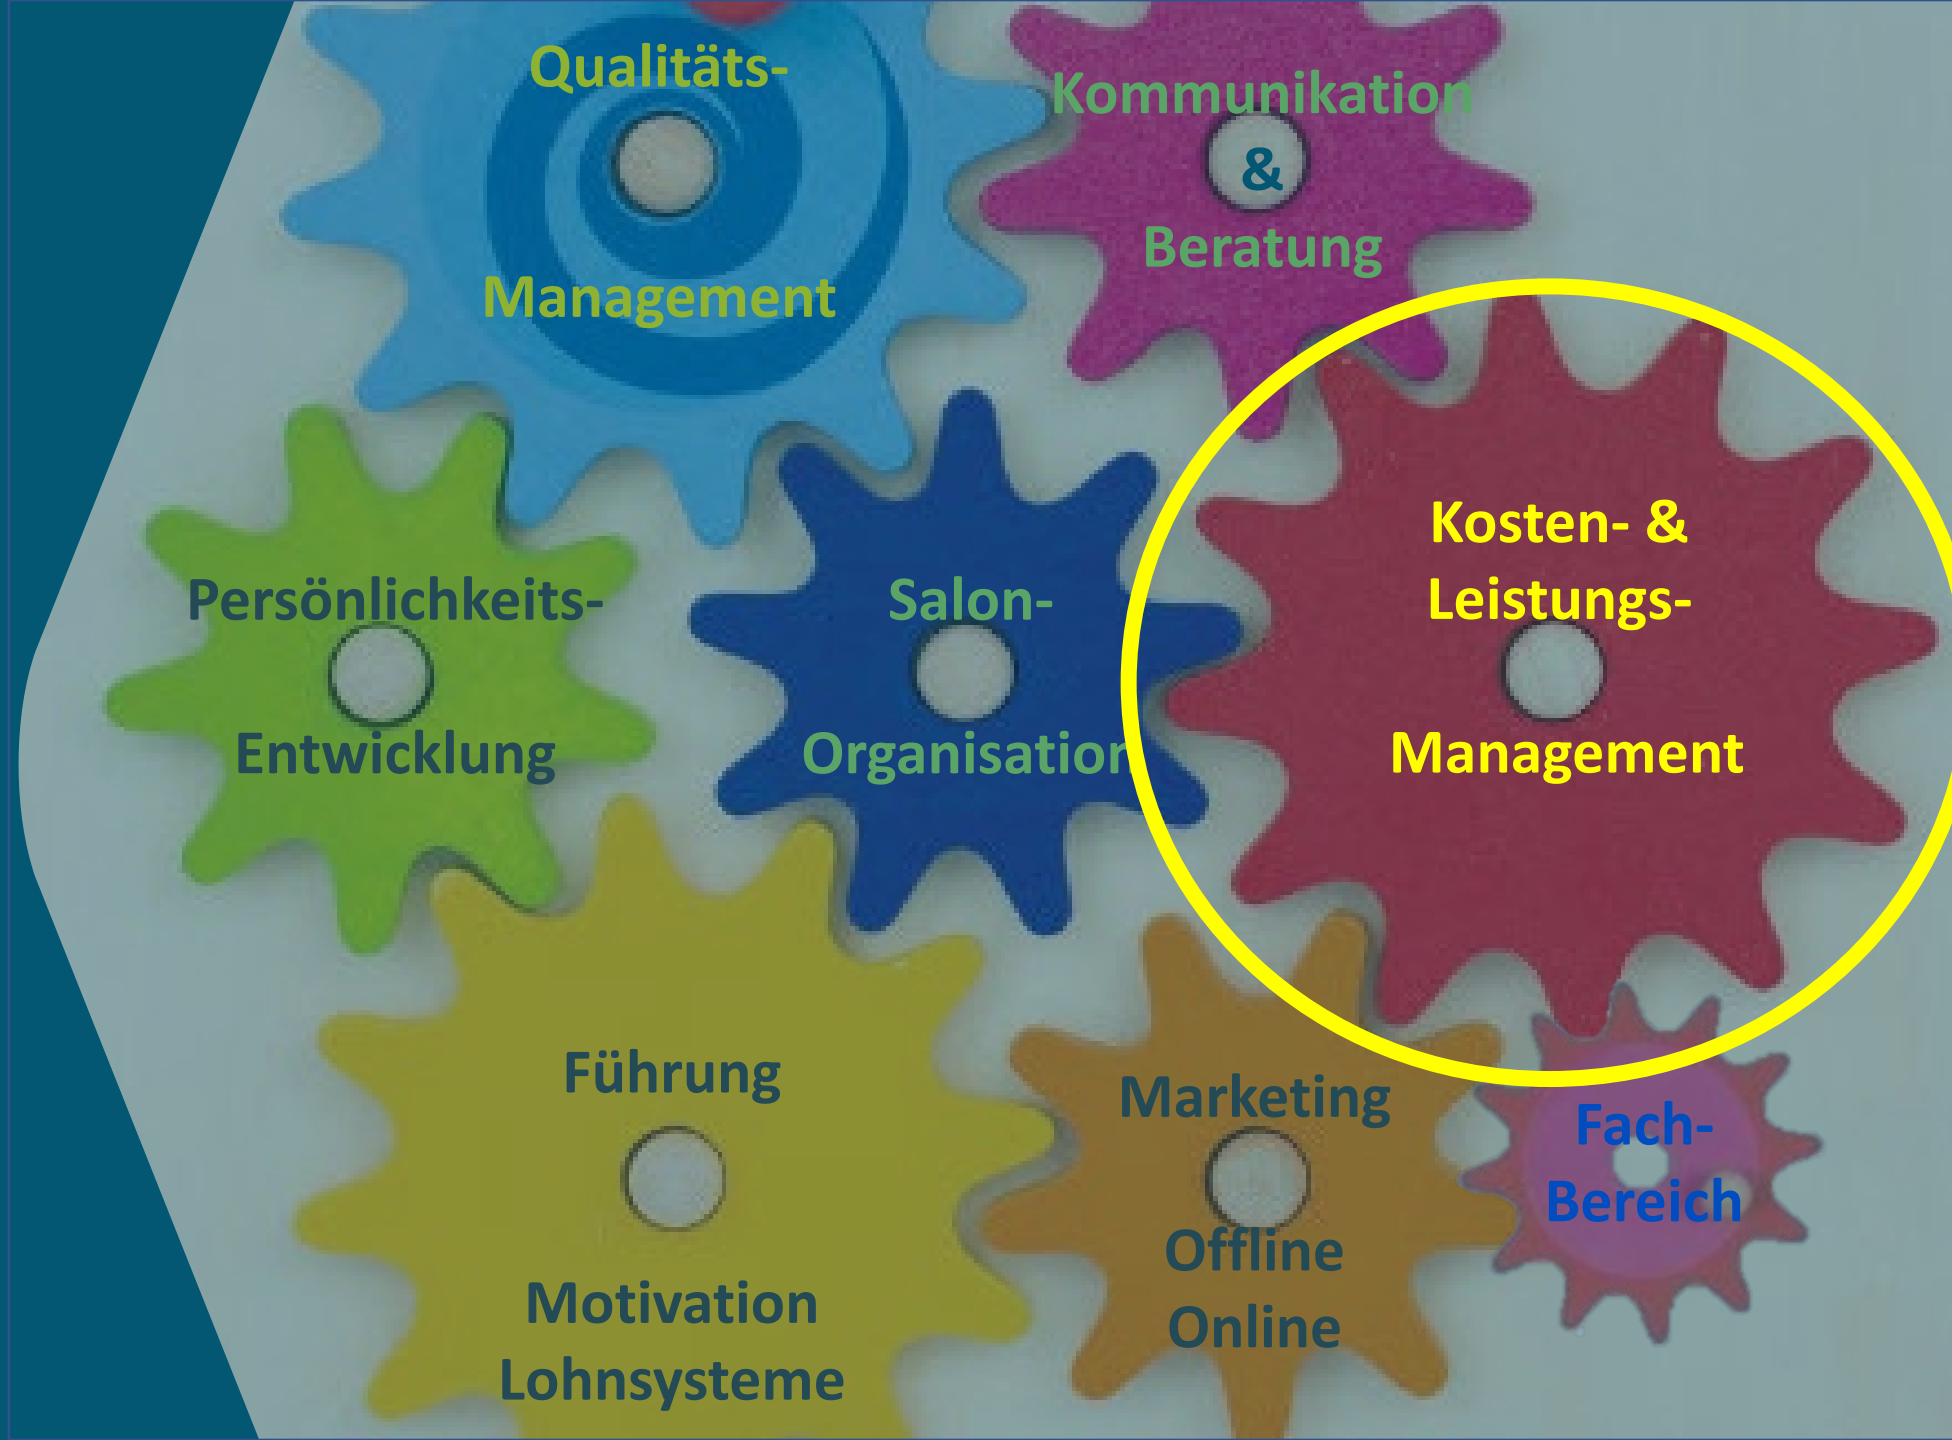 Qualitäts-
Management
Kommunikation
&
Beratung
Persönlichkeits-
Entwicklung
Salon-
Organisation
Kosten- &
Leistungs-
Management
Führung
Motivation
Lohnsysteme
Marketing
Offline
Online
Fach-
Bereich